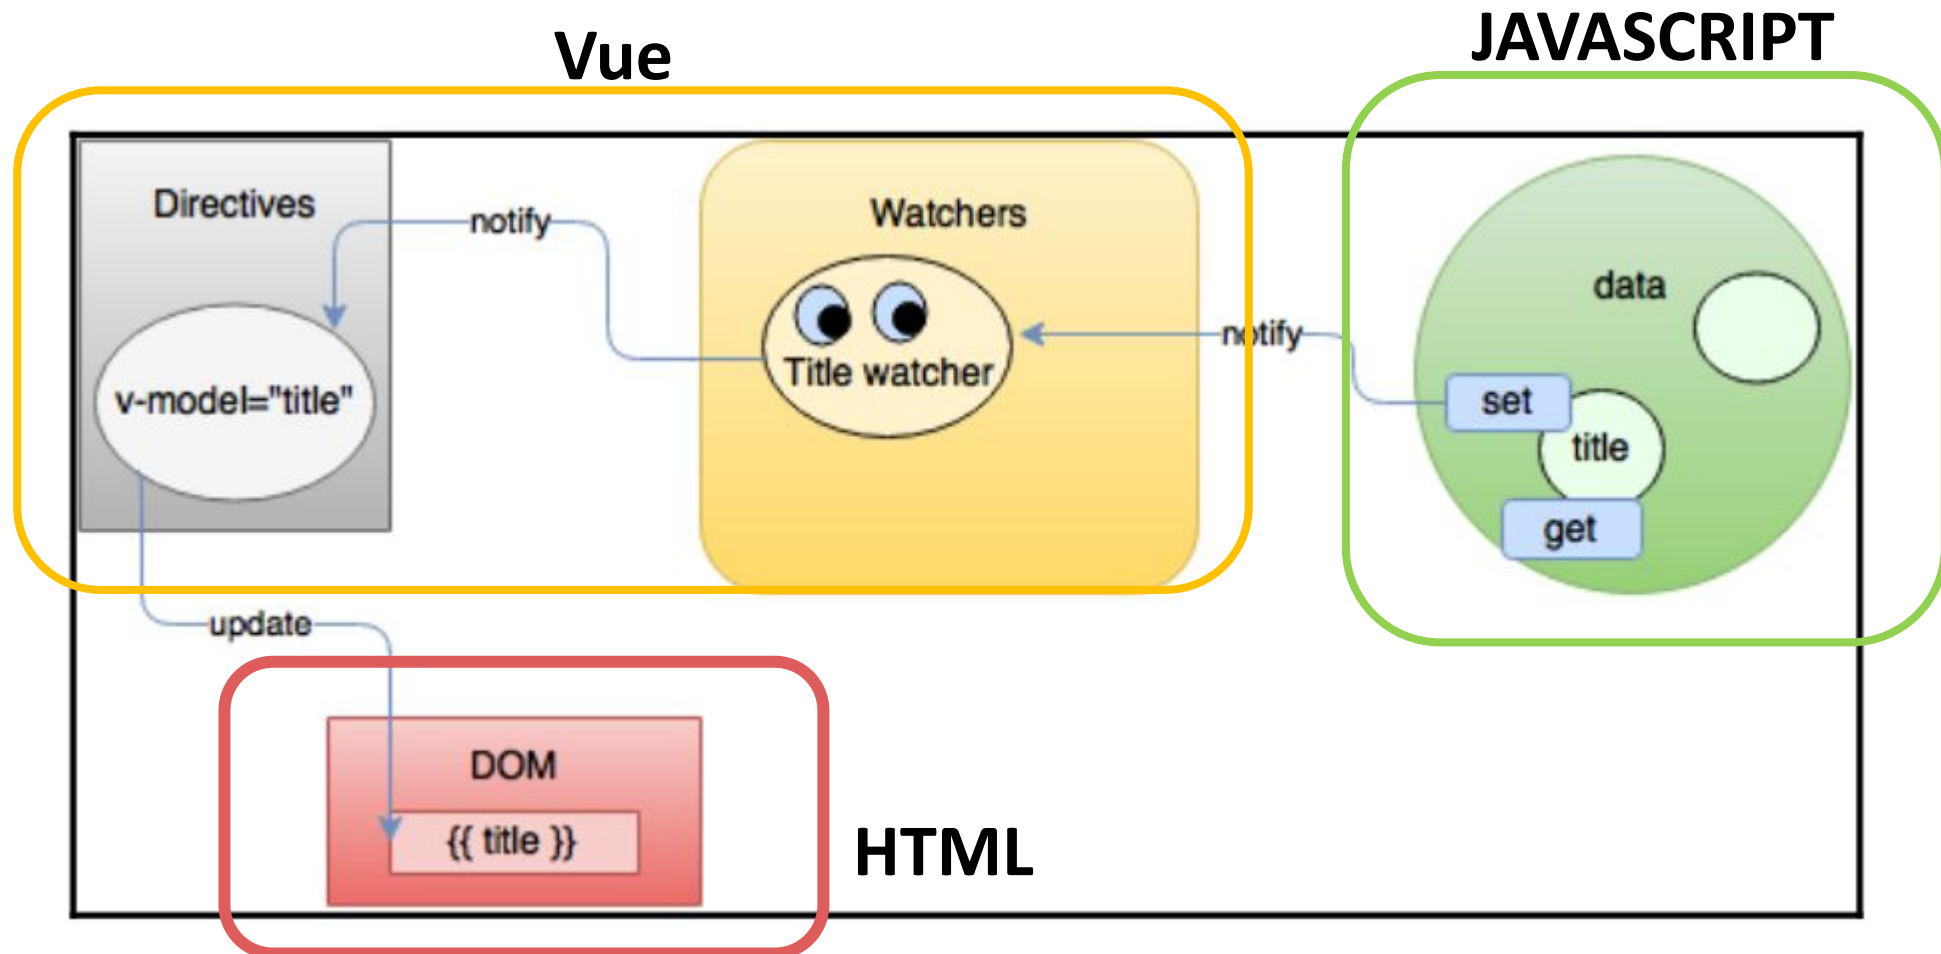 Vue
JAVASCRIPT
Directives
notify
Watchers
data
notify
Title watcher
v-model="title"
set
title
get
update
DOM
{{ title }}
HTML